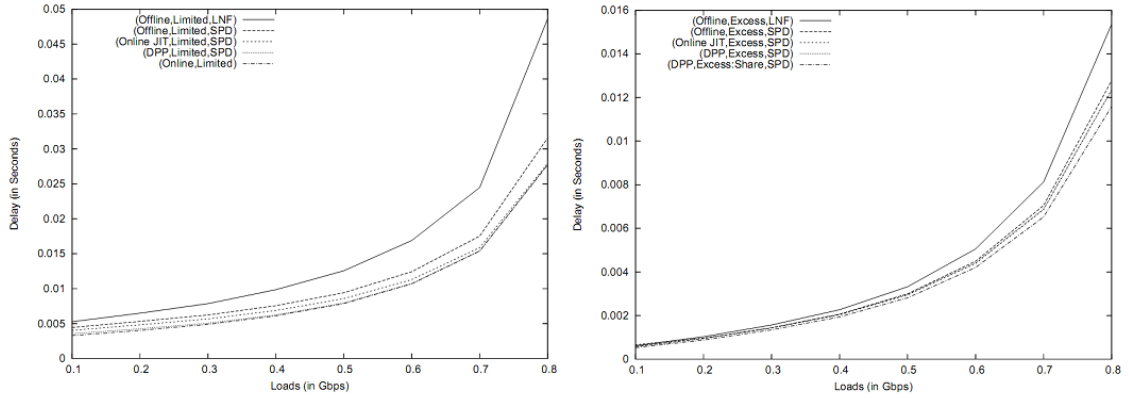 0.05
0.045
0.04
0.035
0.03
0.025
0.02
0.015
0.01
0.005
0
Delay (in Seconds)
(Offline,Limited,LNF)
(Offline,Limited,SPD)
(Online JIT,Limited,SPD)
(DPP,Limited,SPD)
(Online,Limited)
0.1 0.2 0.3 0.4 0.5 0.6 0.7 0.8
Loads (in Gbps)
0.016
0.014
0.012
0.01
0.008
0.006
0.004
0.002
0
Delay (in Seconds)
(Offline,Excess,LNF)
(Offline,Excess,SPD)
(Online JIT,Excess,SPD)
(DPP,Excess,SPD)
(DPP,Excess:Share,SPD)
0.1 0.2 0.3 0.4 0.5 0.6 0.7 0.8
Loads (in Gbps)